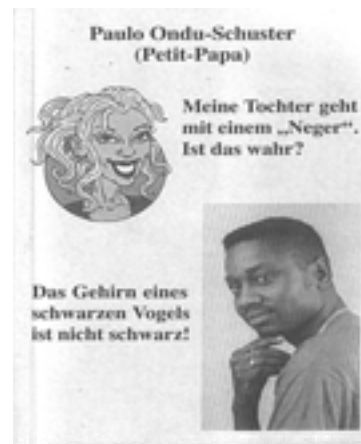 Paulo Ondu-Schuster
(Petit-Papa)
Meine Tochter geht
mit einem „Neger“.
Ist das wahr?
Das Gehirn eines
schwarzen Vogels
ist nicht schwarz!